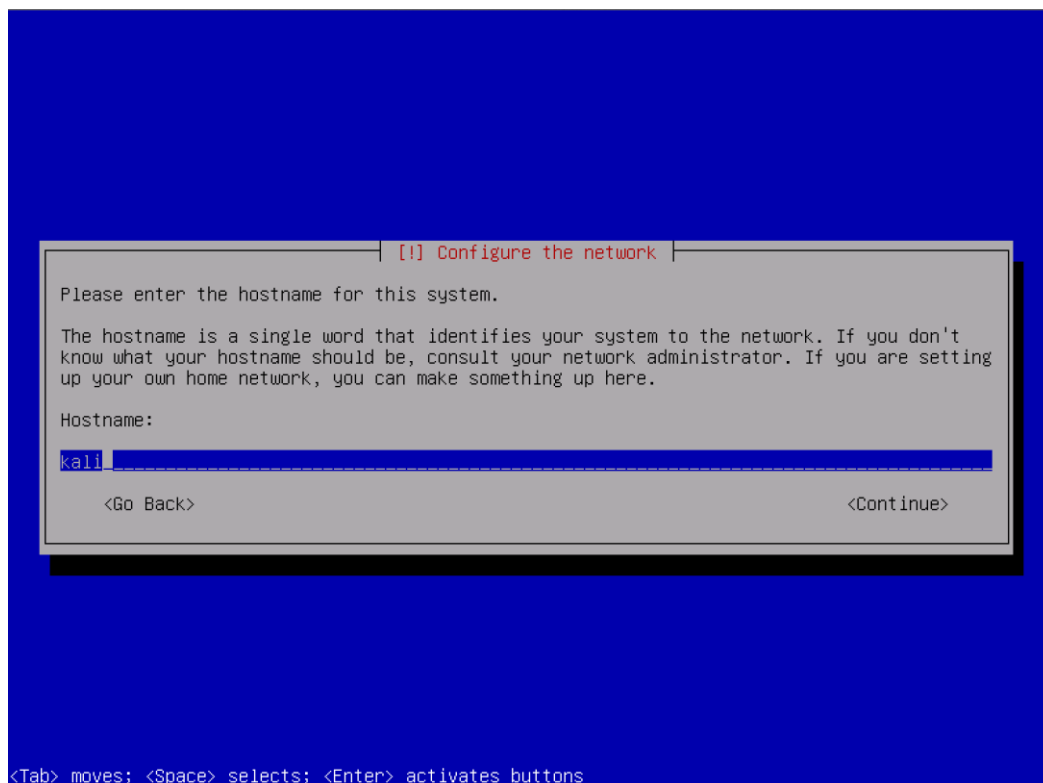 [!] Configure the network
Please enter the hostname for this system.
The hostname is a single word that identifies your system to the network. If you don't
know what your hostname should be, consult your network administrator. If you are setting
up your own home network, you can make something up here.
Hostname:
kali
<Go Back> <Continue>
<Tab> moves; <Space> selects; <Enter> activates buttons